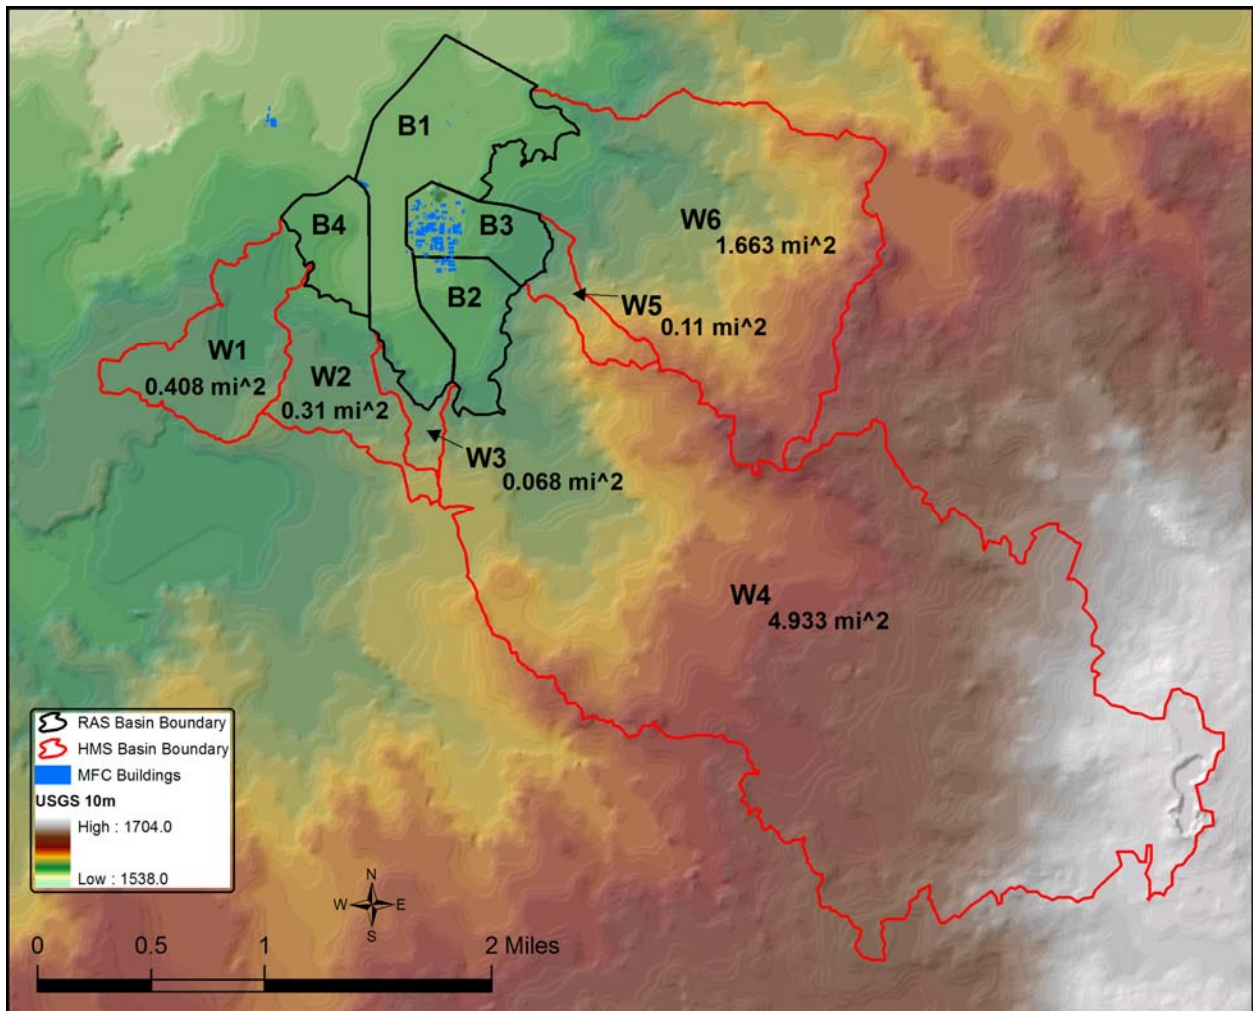 B1
B4
B3
W6
1.663 mi^2
B2
W5
0.11 mi^2
W1
0.408 mi^2
W2
0.31 mi^2
W3
0.068 mi^2
W4
4.933 mi^2
RAS Basin Boundary
HMS Basin Boundary
MFC Buildings
USGS 10m
High : 1704.0
Low : 1538.0
N
W E
S
0 0.5 1 2 Miles